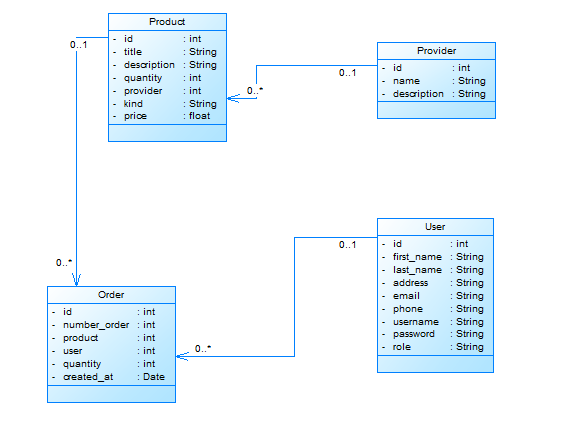 Product
- id : int
- title : String
- description : String
- quantity : int
- provider : int
- kind : String
- price : float
0..1
0..*
Provider
- id : int
- name : String
- description : String
0..1
0..*
User
- id : int
- first_name : String
- last_name : String
- address : String
- email : String
- phone : String
- username : String
- password : String
- role : String
0..1
0..*
Order
- id : int
- number_order : int
- product : int
- user : int
- quantity : int
- created_at : Date